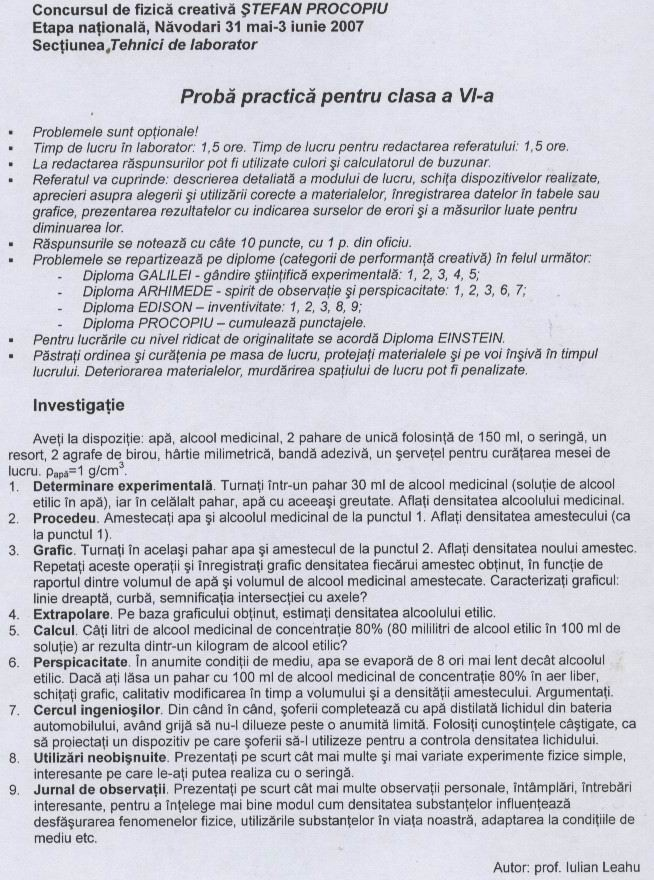 Concursul de fizică creativă ŞTEFAN PROCOPIU
Etapa naţională, Năvodari 31 mai-3 iunie 2007
Secţiunea Tehnici de laborator
Probă practică pentru clasa a VI-a
▪ Problemele sunt opţionale!
▪ Timp de lucru în laborator: 1,5 ore. Timp de lucru pentru redactarea referatului: 1,5 ore.
▪ La redactarea răspunsurilor pot fi utilizate culori şi calculatorul de buzunar.
▪ Referatul va cuprinde: descrierea detaliată a modului de lucru, schiţa dispozitivelor realizate,
aprecieri asupra alegerii şi utilizării corecte a materialelor, înregistrarea datelor în tabele sau
grafice, prezentarea rezultatelor cu indicarea surselor de erori şi a măsurilor luate pentru
diminuarea lor.
▪ Răspunsurile se notează cu câte 10 puncte, cu 1 p. din oficiu.
▪ Problemele se repartizează pe diplome (categorii de performanţă creativă) în felul următor:
- Diploma GALILEI - gândire ştiinţifică experimentală: 1, 2, 3, 4, 5;
- Diploma ARHIMEDE - spirit de observaţie şi perspicacitate: 1, 2, 3, 6, 7;
- Diploma EDISON – inventivitate: 1, 2, 3, 8, 9;
- Diploma PROCOPIU – cumulează punctajele.
▪ Pentru lucrările cu nivel ridicat de originalitate se acordă Diploma EINSTEIN.
▪ Păstraţi ordinea şi curăţenia pe masa de lucru, protejaţi materialele şi pe voi înşivă în timpul
lucrului. Deteriorarea materialelor, murdărirea spaţiului de lucru pot fi penalizate.
Investigaţie
Aveţi la dispoziţie: apă, alcool medicinal, 2 pahare de unică folosinţă de 150 ml, o seringă, un
resort, 2 agrafe de birou, hârtie milimetrică, bandă adezivă, un şerveţel pentru curăţarea mesei de
lucru. ρapă=1 g/cm³.
1. Determinare experimentală. Turnaţi într-un pahar 30 ml de alcool medicinal (soluţie de alcool
etilic în apă), iar în celălalt pahar, apă cu aceeaşi greutate. Aflaţi densitatea alcoolului medicinal.
2. Procedeu. Amestecaţi apa şi alcoolul medicinal de la punctul 1. Aflaţi densitatea amestecului (ca
la punctul 1).
3. Grafic. Turnaţi în acelaşi pahar apa şi amestecul de la punctul 2. Aflaţi densitatea noului amestec.
Repetaţi aceste operaţii şi înregistraţi grafic densitatea fiecărui amestec obţinut, în funcţie de
raportul dintre volumul de apă şi volumul de alcool medicinal amestecate. Caracterizaţi graficul:
linie dreaptă, curbă, semnificaţia intersecţiei cu axele?
4. Extrapolare. Pe baza graficului obţinut, estimaţi densitatea alcoolului etilic.
5. Calcul. Câţi litri de alcool medicinal de concentraţie 80% (80 mililitri de alcool etilic în 100 ml de
soluţie) ar rezulta dintr-un kilogram de alcool etilic?
6. Perspicacitate. În anumite condiţii de mediu, apa se evaporă de 8 ori mai lent decât alcoolul
etilic. Dacă aţi lăsa un pahar cu 100 ml de alcool medicinal de concentraţie 80% în aer liber,
schiţaţi grafic, calitativ modificarea în timp a volumului şi a densităţii amestecului. Argumentaţi.
7. Cercul ingenioşilor. Din când în când, şoferii completează cu apă distilată lichidul din bateria
automobilului, având grijă să nu-l dilueze peste o anumită limită. Folosiţi cunoştinţele câştigate, ca
să proiectaţi un dispozitiv pe care şoferii să-l utilizeze pentru a controla densitatea lichidului.
8. Utilizări neobişnuite. Prezentaţi pe scurt cât mai multe şi mai variate experimente fizice simple,
interesante pe care le-aţi putea realiza cu o seringă.
9. Jurnal de observaţii. Prezentaţi pe scurt cât mai multe observaţii personale, întâmplări, întrebări
interesante, pentru a înţelege mai bine modul cum densitatea substanţelor influenţează
desfăşurarea fenomenelor fizice, utilizările substanţelor în viaţa noastră, adaptarea la condiţiile de
mediu etc.
Autor: prof. Iulian Leahu